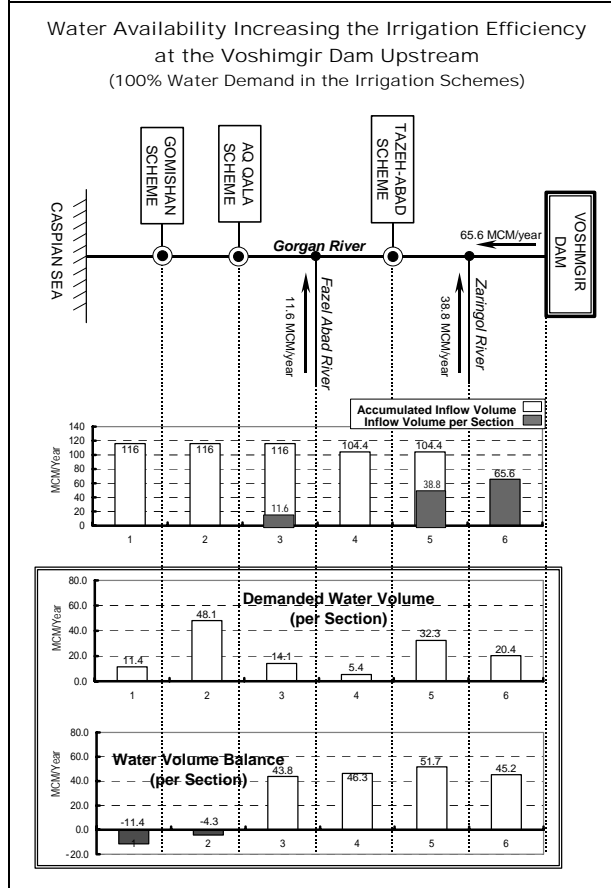 Water Availability Increasing the Irrigation Efficiency
at the Voshimgir Dam Upstream
(100% Water Demand in the Irrigation Schemes)
GOMISHAN
SCHEME
AQ QALA
SCHEME
TAZEH-ABAD
SCHEME
CASPIAN SEA
Gorgan River
65.6 MCM/year
VOSHMGIR
DAM
11.6 MCM/year
Fazel Abad River
38.8 MCM/year
Zaringol River
Accumulated Inflow Volume
Inflow Volume per Section
MCM/Year
140
120
100
80
60
40
20
0
116
116
116
11.6
104.4
104.4
38.8
65.6
1 2 3 4 5 6
Demanded Water Volume
(per Section)
MCM/Year
80.0
60.0
40.0
20.0
0.0
11.4
48.1
14.1
5.4
32.3
20.4
1 2 3 4 5 6
Water Volume Balance
(per Section)
MCM/Year
80.0
60.0
40.0
20.0
0.0
-20.0
-11.4
-4.3
43.8
46.3
51.7
45.2
1 2 3 4 5 6